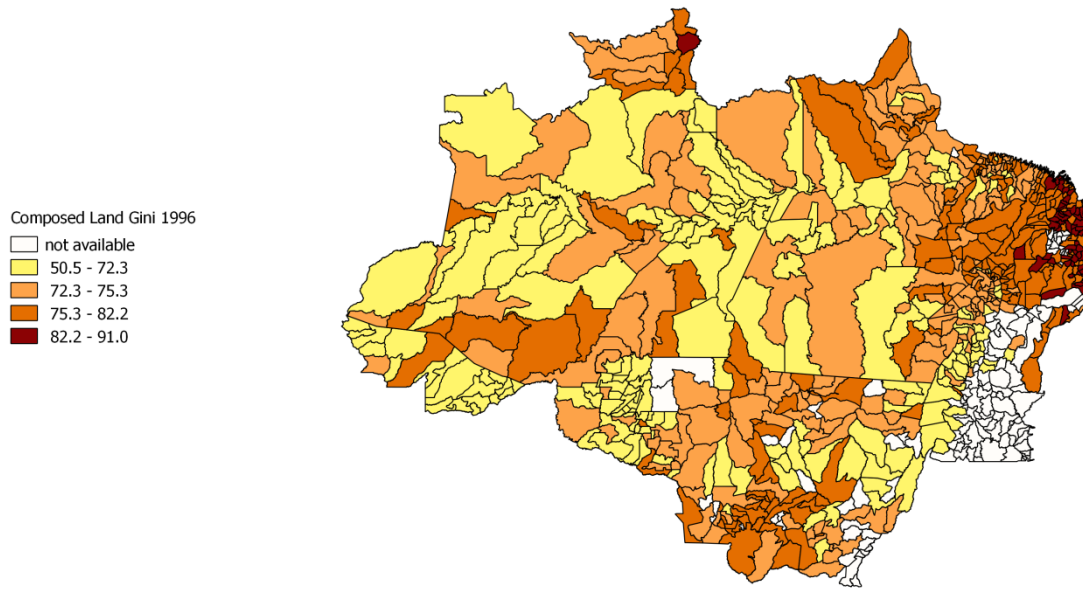 Composed Land Gini 1996
not available
50.5 - 72.3
72.3 - 75.3
75.3 - 82.2
82.2 - 91.0